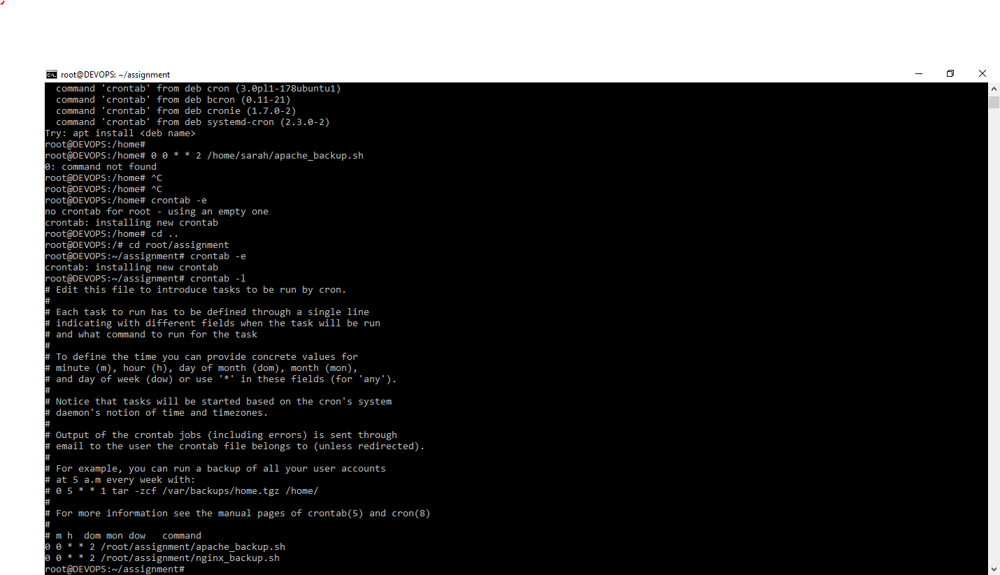 root@DEVOPS: ~/assignment
command 'crontab' from deb cron (3.0pl1-178ubuntu1)
command 'crontab' from deb bcron (0.11-21)
command 'crontab' from deb cronie (1.7.0-2)
command 'crontab' from deb systemd-cron (2.3.0-2)
Try: apt install <deb name>
root@DEVOPS:/home#
root@DEVOPS:/home# 0 0 * * 2 /home/sarah/apache_backup.sh
0: command not found
root@DEVOPS:/home# ^C
root@DEVOPS:/home# ^C
root@DEVOPS:/home# crontab -e
no crontab for root - using an empty one
crontab: installing new crontab
root@DEVOPS:/home# cd ..
root@DEVOPS:/# cd root/assignment
root@DEVOPS:~/assignment# crontab -e
crontab: installing new crontab
root@DEVOPS:~/assignment# crontab -l
# Edit this file to introduce tasks to be run by cron.
#
# Each task to run has to be defined through a single line
# indicating with different fields when the task will be run
# and what command to run for the task
#
# To define the time you can provide concrete values for
# minute (m), hour (h), day of month (dom), month (mon),
# and day of week (dow) or use '*' in these fields (for 'any').
#
# Notice that tasks will be started based on the cron's system
# daemon's notion of time and timezones.
#
# Output of the crontab jobs (including errors) is sent through
# email to the user the crontab file belongs to (unless redirected).
#
# For example, you can run a backup of all your user accounts
# at 5 a.m every week with:
# 0 5 * * 1 tar -zcf /var/backups/home.tgz /home/
#
# For more information see the manual pages of crontab(5) and cron(8)
#
# m h  dom mon dow   command
0 0 * * 2 /root/assignment/apache_backup.sh
0 0 * * 2 /root/assignment/nginx_backup.sh
root@DEVOPS:~/assignment#